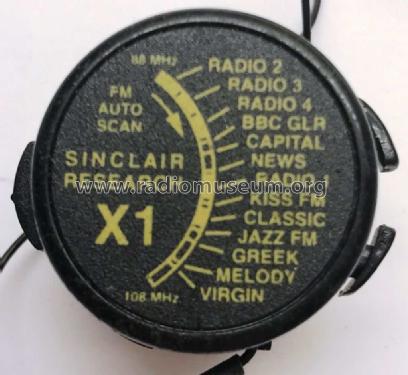 88 MHz
FM
AUTO
SCAN
SINCLAIR
RESEARCH
X1
108 MHz
RADIO 2
RADIO 3
RADIO 4
BBC GLR
CAPITAL
NEWS
RADIO 1
KISS FM
CLASSIC
JAZZ FM
GREEK
MELODY
VIRGIN
www.radiomuseum.org